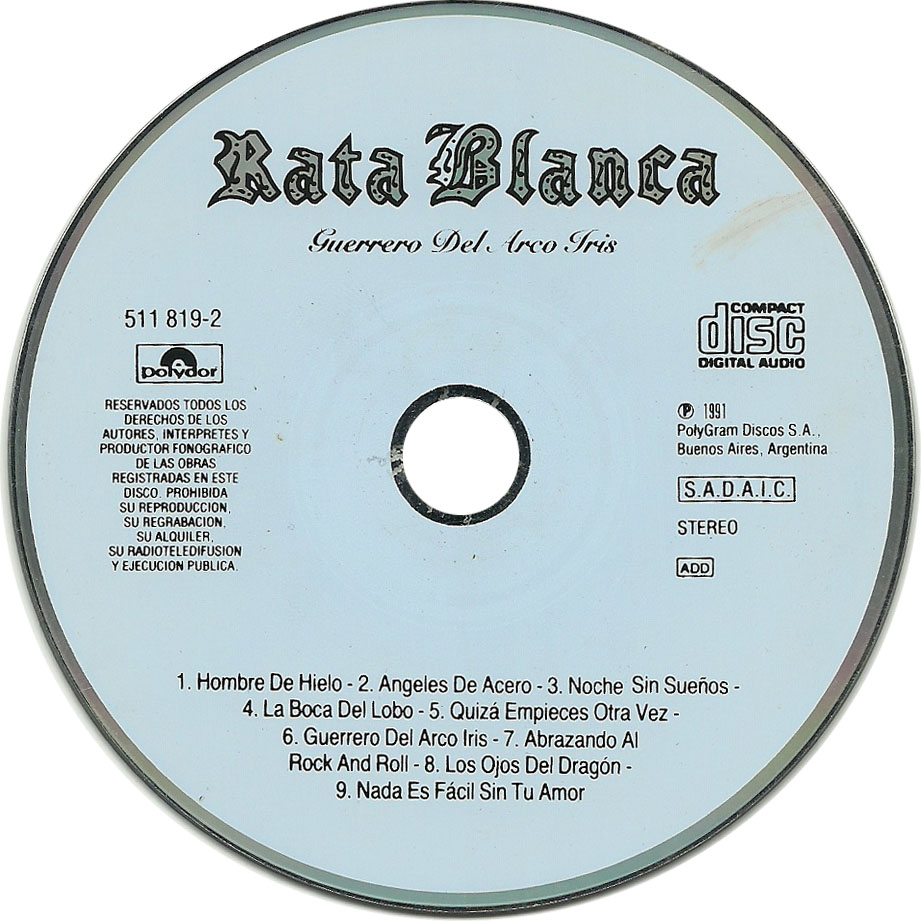 Rata Blanca
Guerrero Del Arco Iris
511 819-2
polydor
RESERVADOS TODOS LOS
DERECHOS DE LOS
AUTORES, INTERPRETES Y
PRODUCTOR FONOGRAFICO
DE LAS OBRAS
REGISTRADAS EN ESTE
DISCO. PROHIBIDA
SU REPRODUCCION,
SU REGRABACION,
SU ALQUILER,
SU RADIOTELEDIFUSION
Y EJECUCION PUBLICA.
COMPACT
disc
DIGITAL AUDIO
℗ 1991
PolyGram Discos S.A.,
Buenos Aires, Argentina
S.A.D.A.I.C.
STEREO
ADD
1. Hombre De Hielo - 2. Angeles De Acero - 3. Noche Sin Sueños -
4. La Boca Del Lobo - 5. Quizá Empieces Otra Vez -
6. Guerrero Del Arco Iris - 7. Abrazando Al
Rock And Roll - 8. Los Ojos Del Dragón -
9. Nada Es Fácil Sin Tu Amor